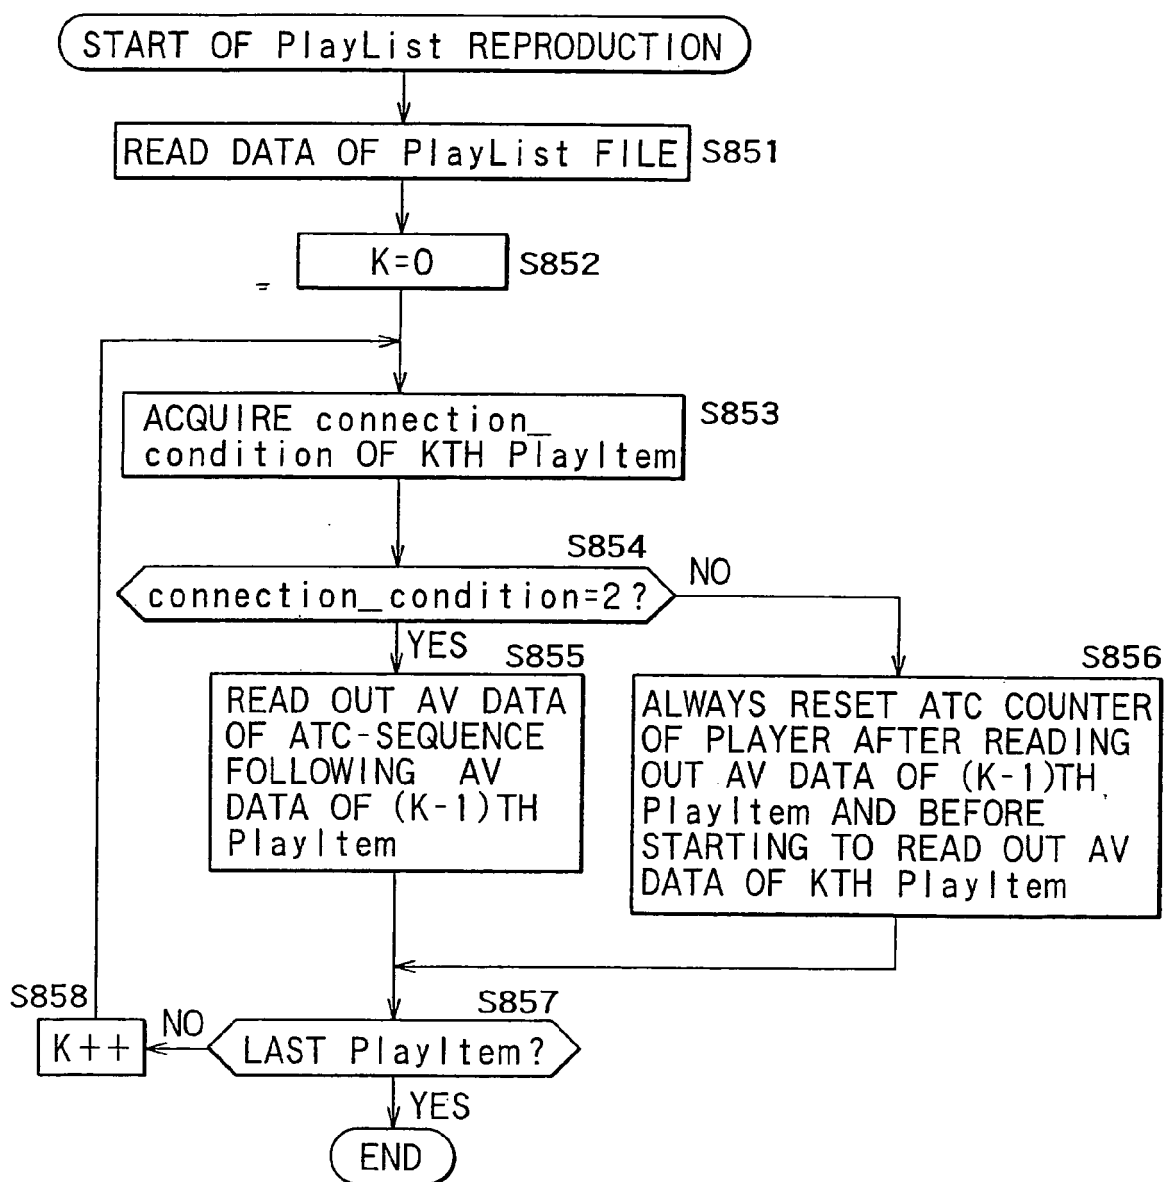 START OF PlayList REPRODUCTION
READ DATA OF PlayList FILE
S851
K=0
S852
ACQUIRE connection_
condition OF KTH PlayItem
S853
S854
connection_condition=2?
NO
YES
S855
READ OUT AV DATA
OF ATC-SEQUENCE
FOLLOWING AV
DATA OF (K-1)TH
PlayItem
S856
ALWAYS RESET ATC COUNTER
OF PLAYER AFTER READING
OUT AV DATA OF (K-1)TH
PlayItem AND BEFORE
STARTING TO READ OUT AV
DATA OF KTH PlayItem
S857
LAST PlayItem?
NO
S858
K++
YES
END